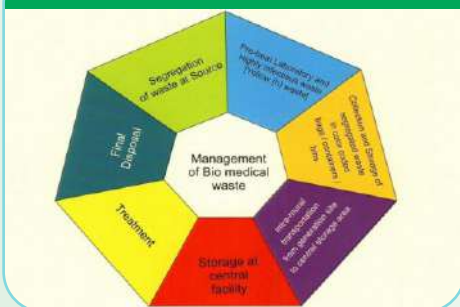 Segregation
of waste at Source
Pre-treat Laboratory and
Highly infectious waste
[Yellow (h) waste]
Collection and Storage of
segregated waste
in color coded
bags / containers /
bins
Intra-mural
transportation
from generation site
to central storage area
Storage at
central
facility
Treatment
Final
Disposal
Management
of Bio medical
waste